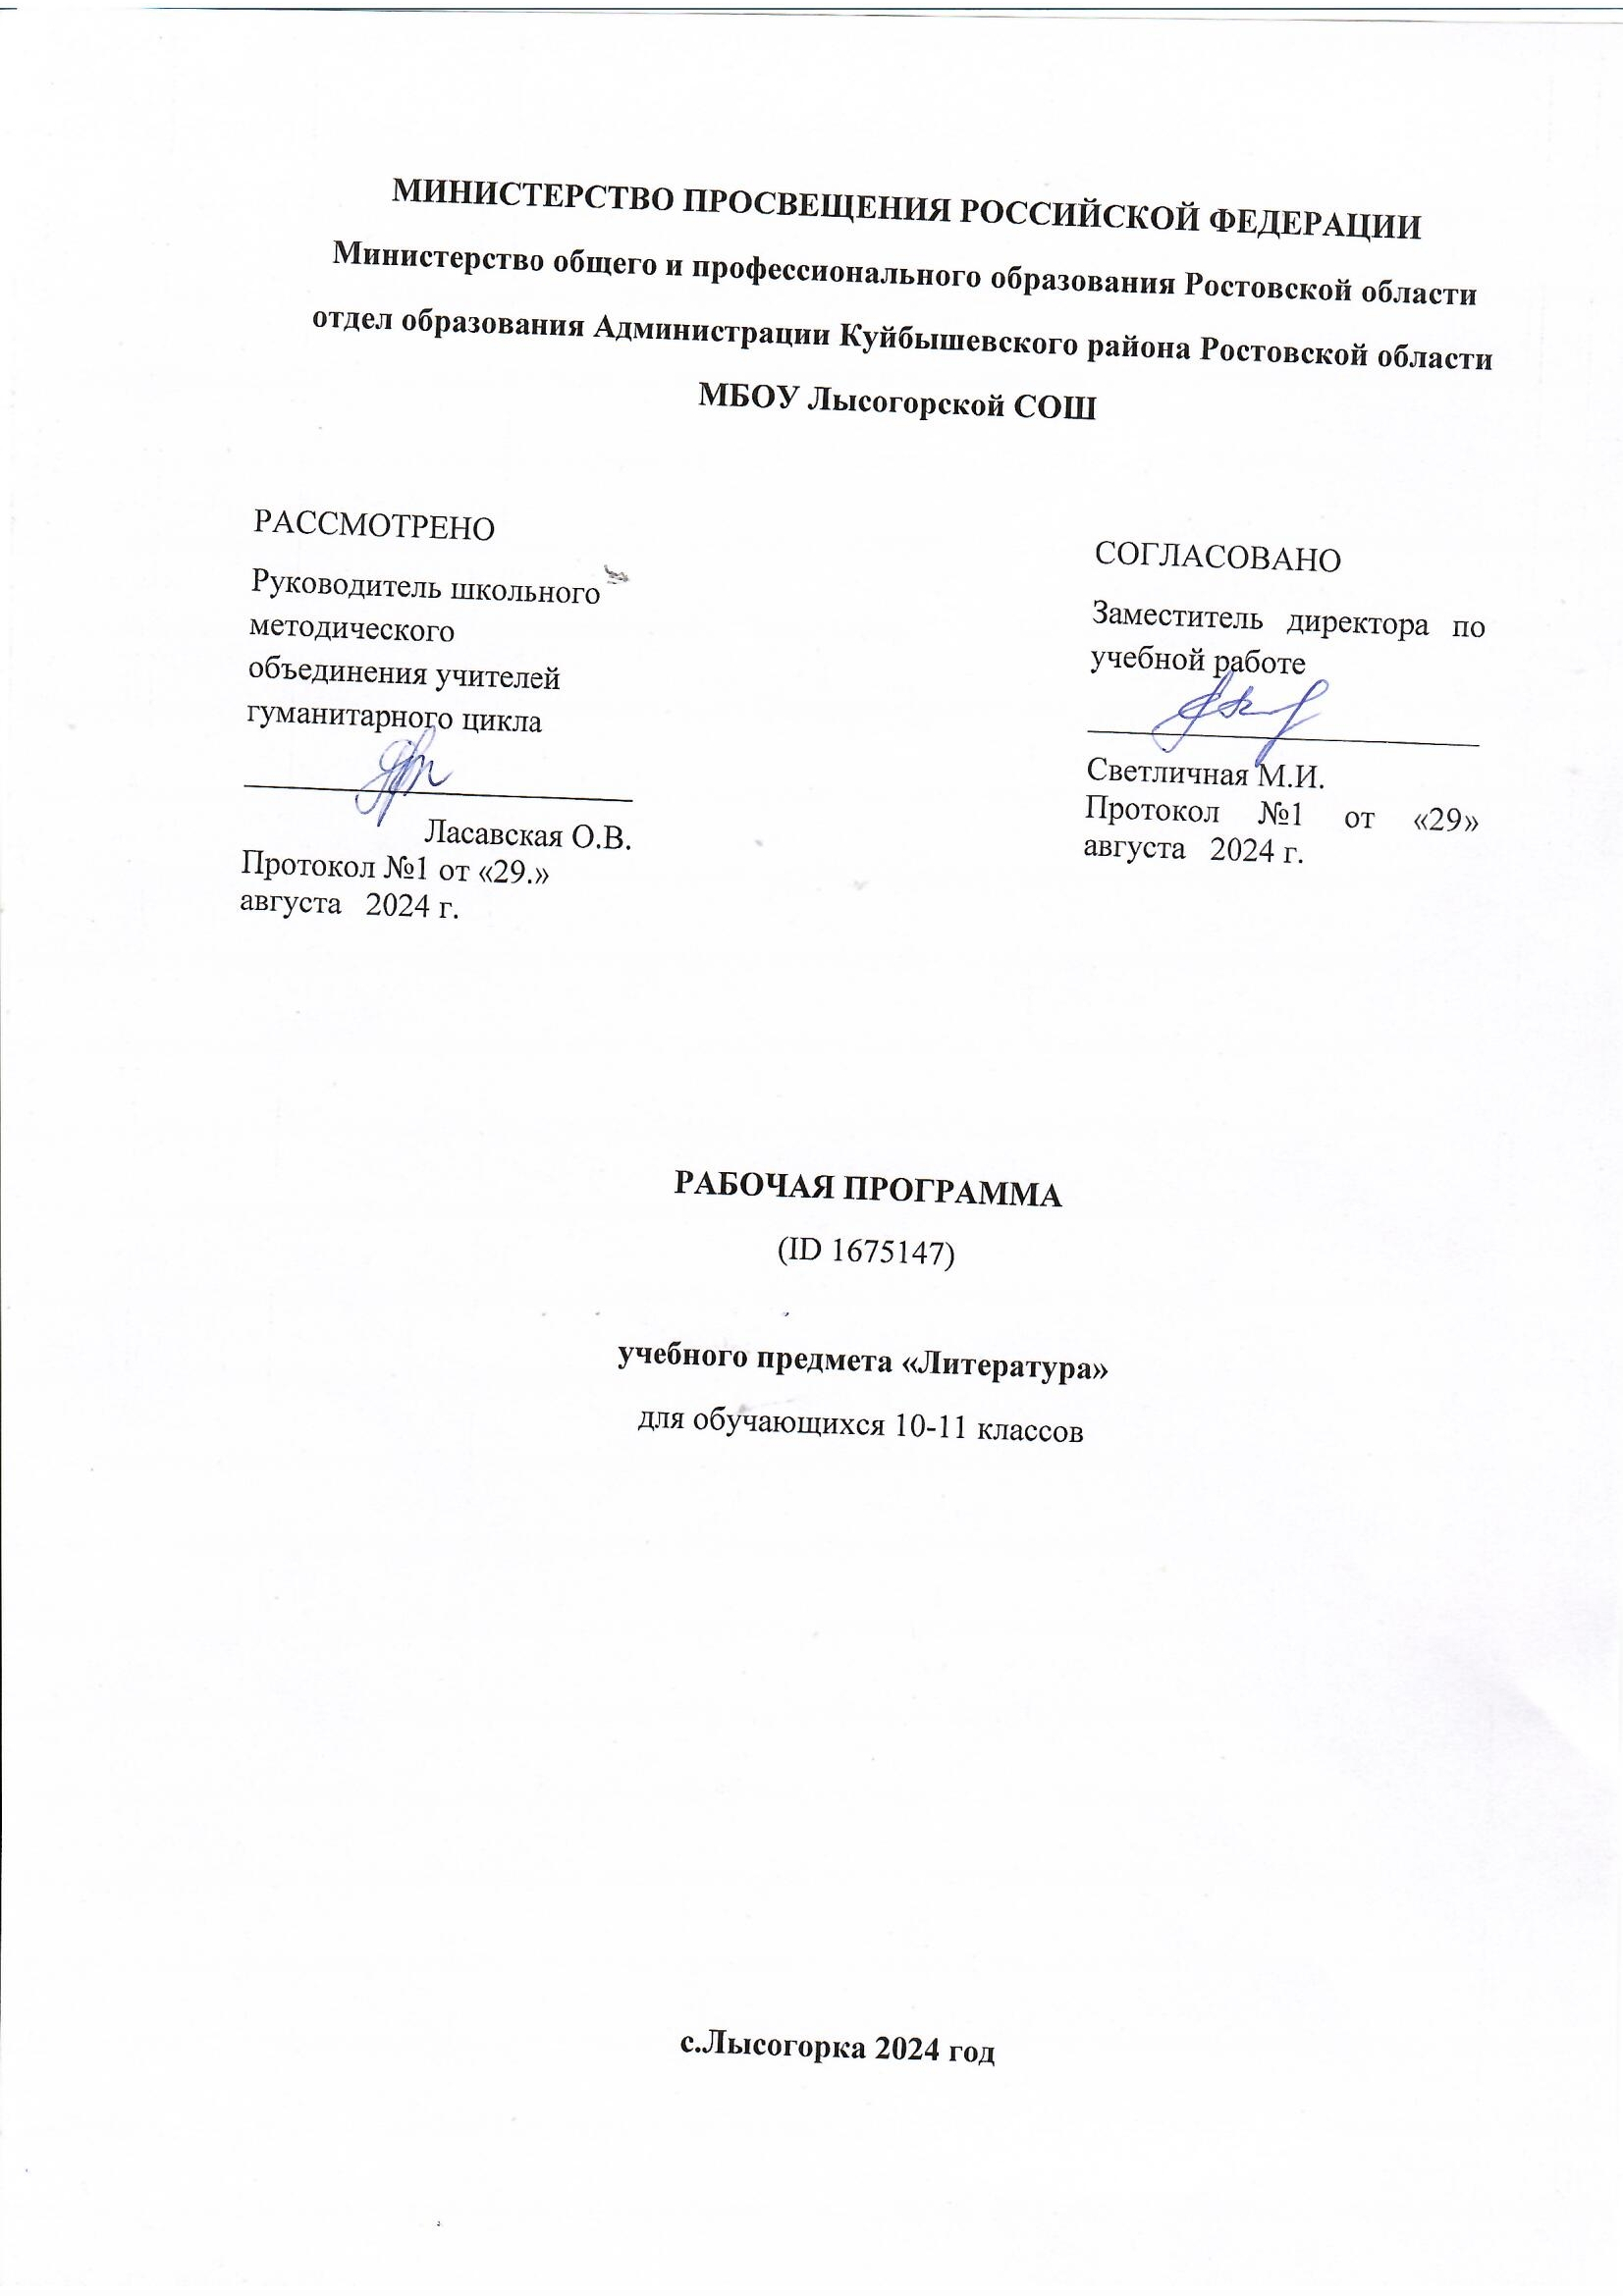 МИНИСТЕРСТВО ПРОСВЕЩЕНИЯ РОССИЙСКОЙ ФЕДЕРАЦИИ
Министерство общего и профессионального образования Ростовской области
отдел образования Администрации Куйбышевского района Ростовской области
МБОУ Лысогорской СОШ
РАССМОТРЕНО
Руководитель школьного
методического
объединения учителей
гуманитарного цикла
Ласавская О.В.
Протокол №1 от «29.»
августа 2024 г.
СОГЛАСОВАНО
Заместитель директора по
учебной работе
Светличная М.И.
Протокол №1 от «29»
августа 2024 г.
РАБОЧАЯ ПРОГРАММА
(ID 1675147)
учебного предмета «Литература»
для обучающихся 10-11 классов
с.Лысогорка 2024 год